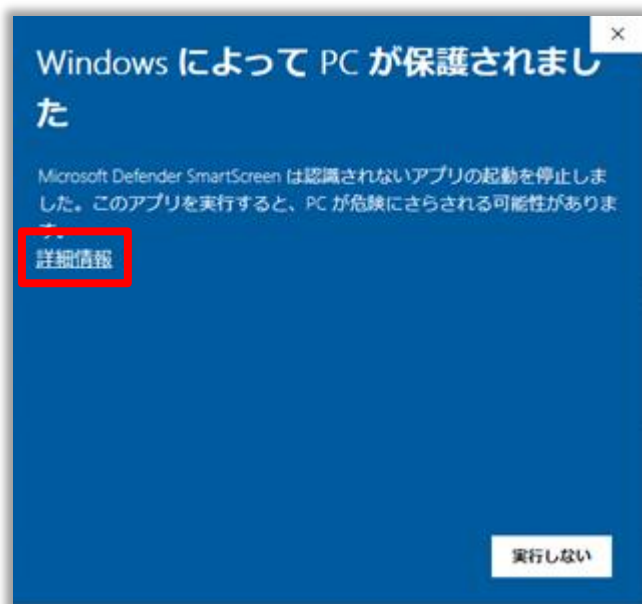 ×
Windows によって PC が保護されまし
た
Microsoft Defender SmartScreen は認識されないアプリの起動を停止しま
した。このアプリを実行すると、PC が危険にさらされる可能性がありま
す。
詳細情報
実行しない